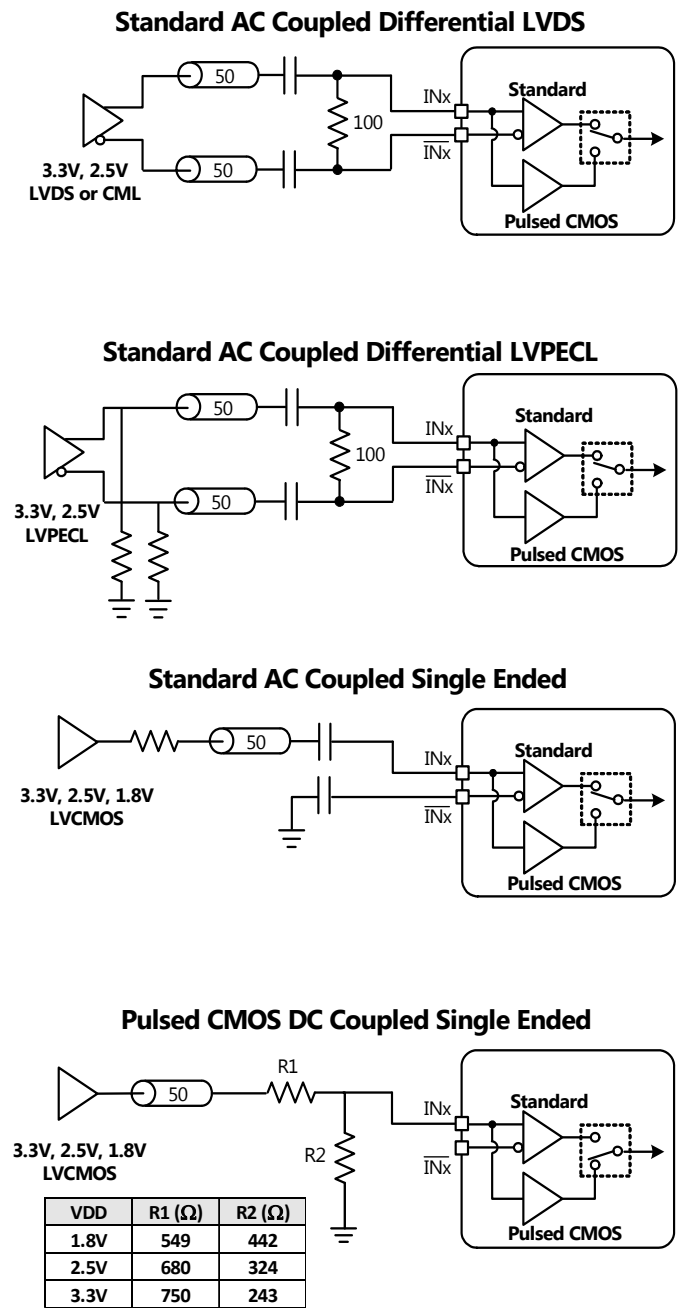 Standard AC Coupled Differential LVDS
50
50
100
INx
INx
3.3V, 2.5V
LVDS or CML
Standard
Pulsed CMOS
Standard AC Coupled Differential LVPECL
50
50
100
INx
INx
3.3V, 2.5V
LVPECL
Standard
Pulsed CMOS
Standard AC Coupled Single Ended
50
INx
INx
3.3V, 2.5V, 1.8V
LVCMOS
Standard
Pulsed CMOS
Pulsed CMOS DC Coupled Single Ended
50
R1
R2
INx
INx
3.3V, 2.5V, 1.8V
LVCMOS
Standard
Pulsed CMOS
VDD R1 (Ω) R2 (Ω)
1.8V 549 442
2.5V 680 324
3.3V 750 243